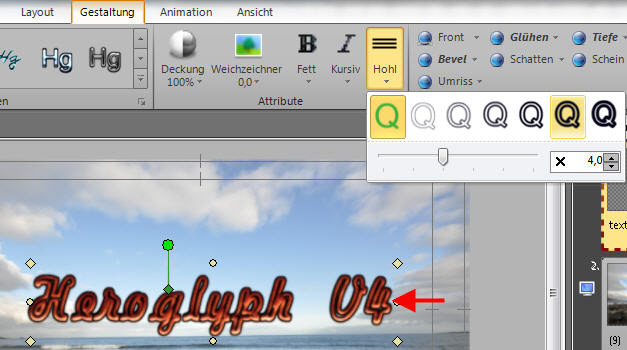 Layout Gestaltung Animation Ansicht
Hg Hg Hg
Deckung 100%
Weichzeichner 0,0
B Fett
I Kursiv
Hohl
Front Glühen Tiefe
Bevel Schatten Schein
Umriss
en
Attribute
Q Q Q Q Q Q Q
4,0
text
Heroglyph V4
2.
(9)